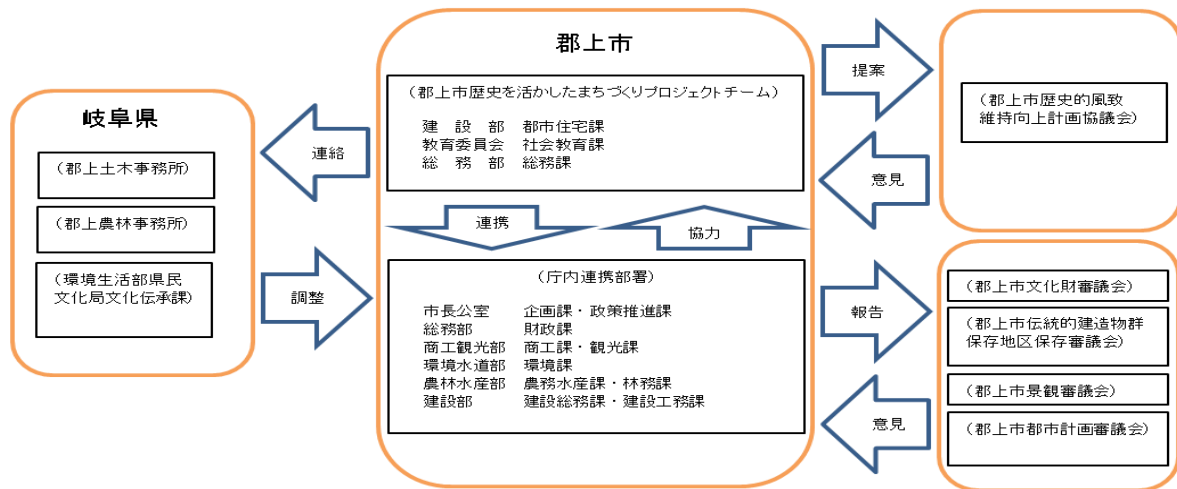 岐阜県
（郡上土木事務所）
（郡上農林事務所）
（環境生活部県民
文化局文化伝承課）
連絡
調整
郡上市
（郡上市歴史を活かしたまちづくりプロジェクトチーム）
建　設　部　都市住宅課
教育委員会　社会教育課
総　務　部　総務課
連携
協力
（庁内連携部署）
市長公室　企画課・政策推進課
総務部　財政課
商工観光部　商工課・観光課
環境水道部　環境課
農林水産部　農務水産課・林務課
建設部　建設総務課・建設工務課
提案
意見
報告
意見
（郡上市歴史的風致
維持向上計画協議会）
（郡上市文化財審議会）
（郡上市伝統的建造物群
保存地区保存審議会）
（郡上市景観審議会）
（郡上市都市計画審議会）